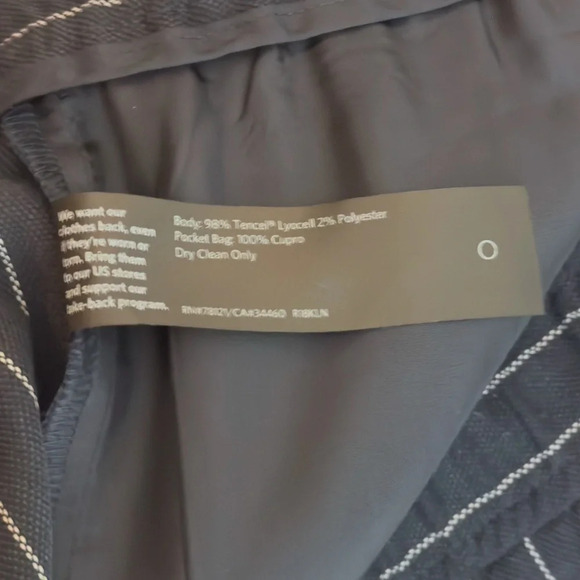 We want our
clothes back, even
if they're worn or
torn. Bring them
to our US stores
and support our
take-back program.
Body: 98% Tencel® Lyocell 2% Polyester
Pocket Bag: 100% Cupro
Dry Clean Only
RN#78121/CA#34460 R1BKLN
O